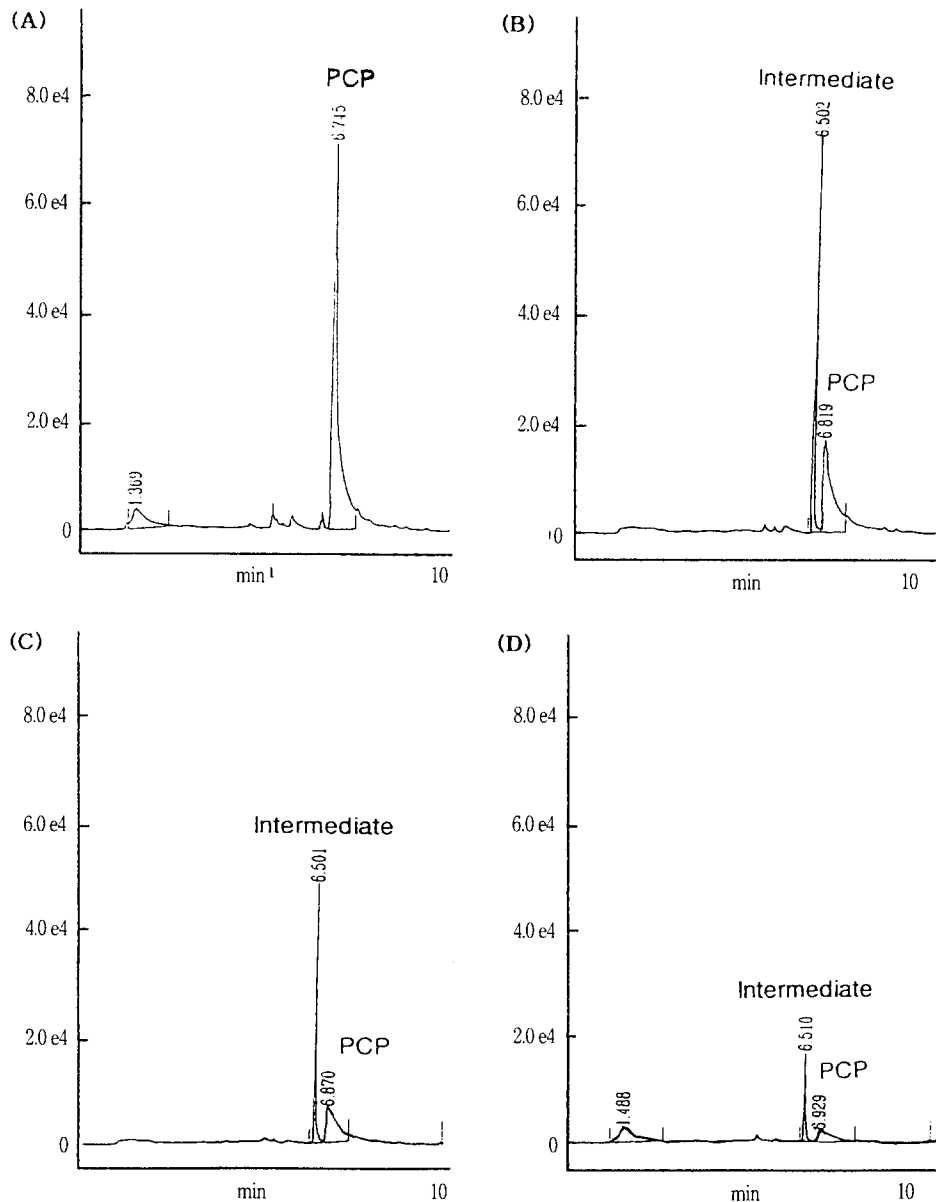 (A)
PCP
6.745
8.0 e4
6.0 e4
4.0 e4
2.0 e4
1.369
0
min
10
(B)
Intermediate
6.502
8.0 e4
6.0 e4
4.0 e4
PCP
2.0 e4
6.819
0
min
10
(C)
8.0 e4
6.0 e4
Intermediate
6.501
4.0 e4
2.0 e4
PCP
6.870
0
min
10
(D)
8.0 e4
6.0 e4
4.0 e4
Intermediate
2.0 e4
6.510
PCP
1.488
6.929
0
min
10